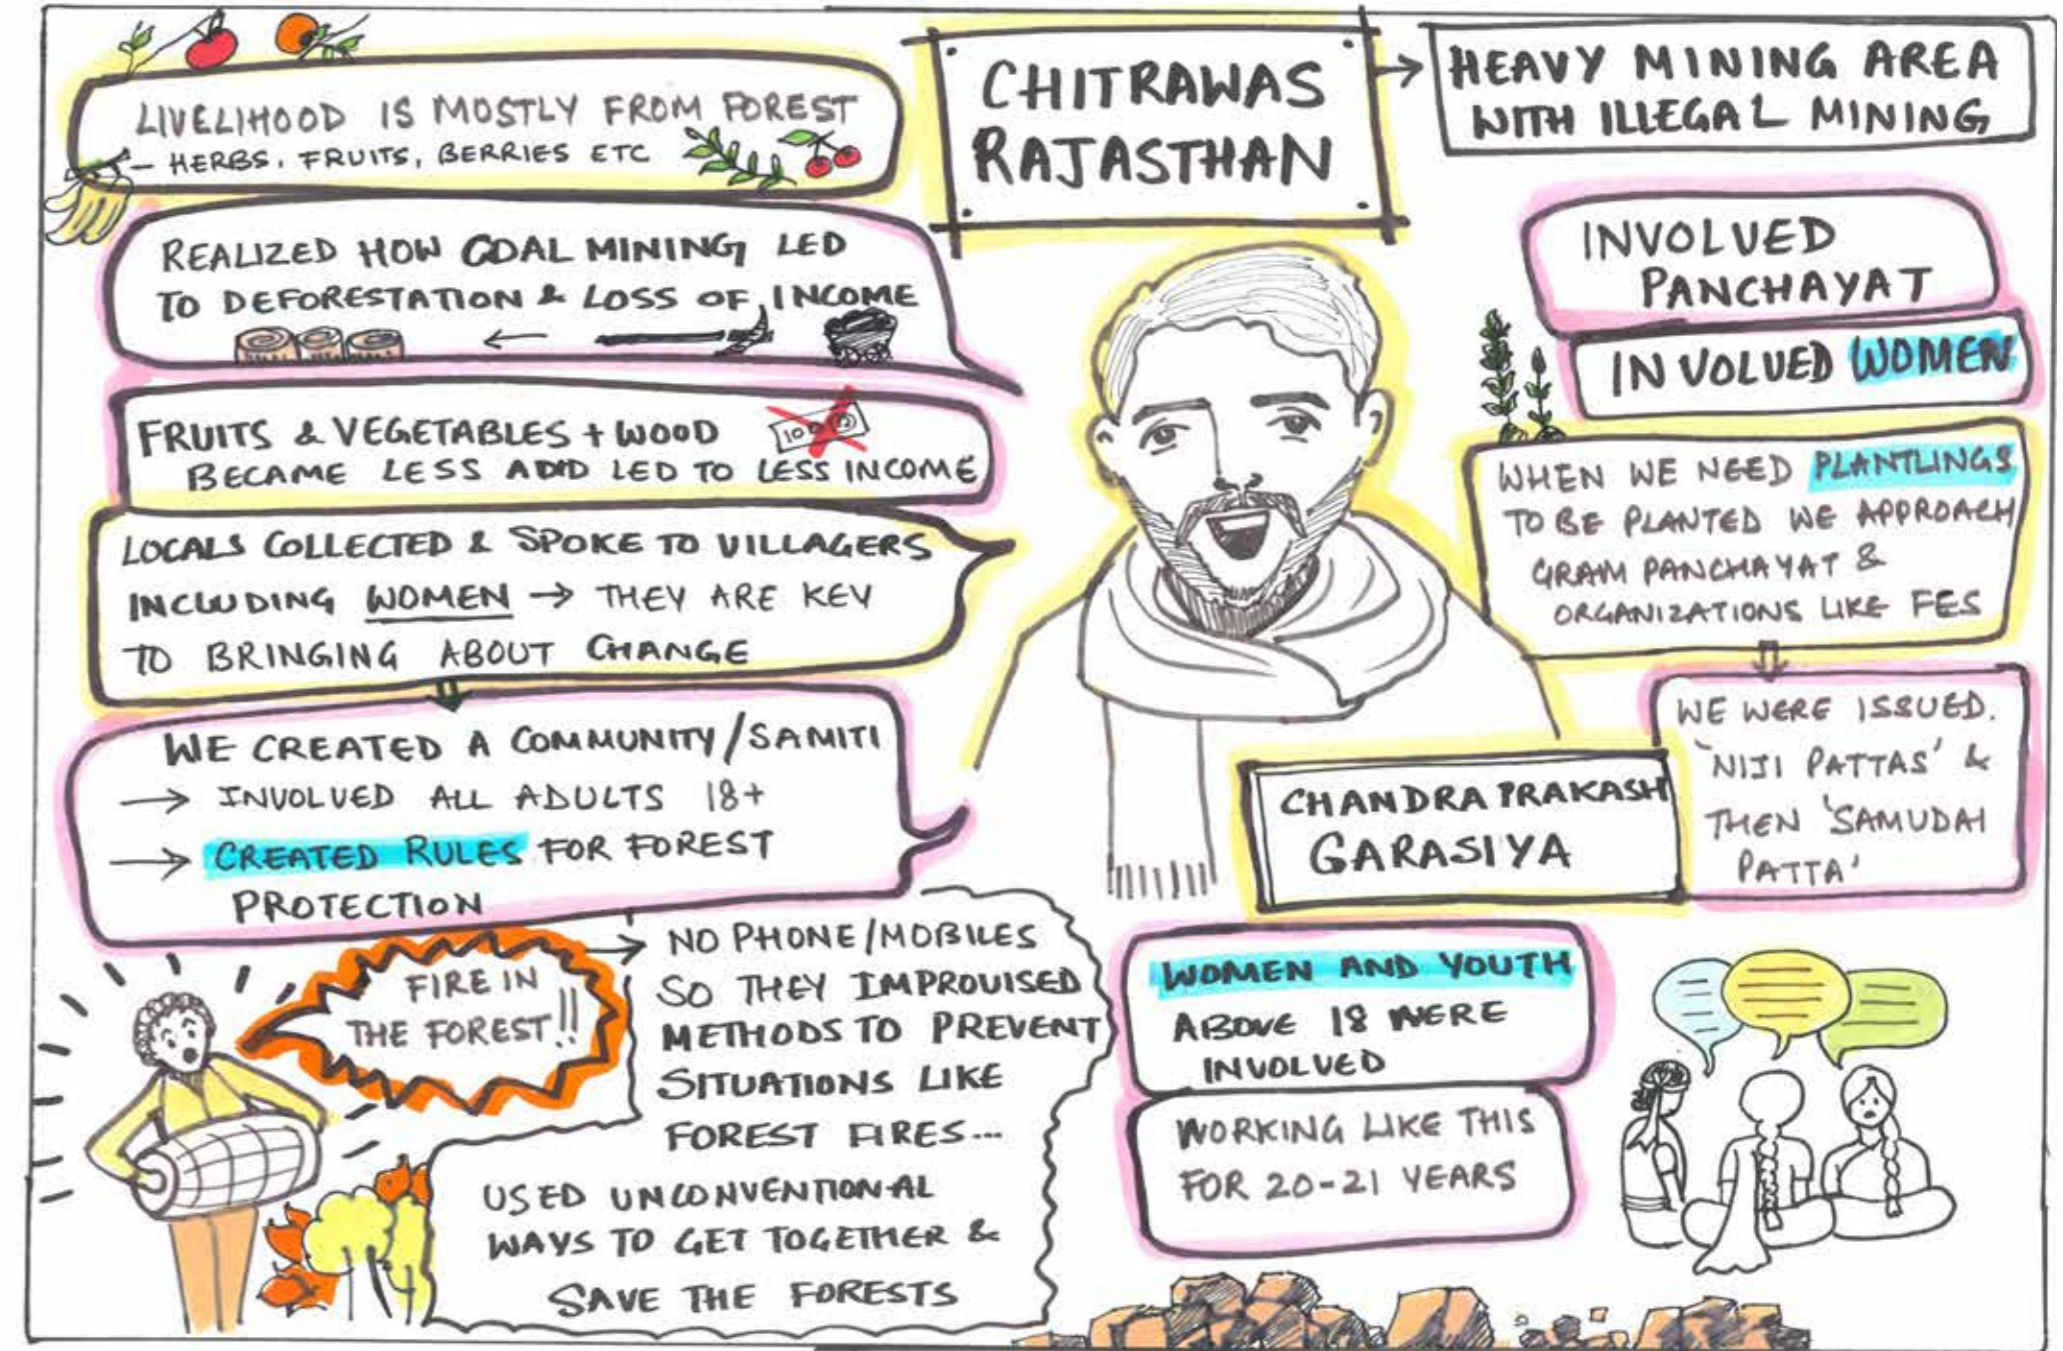 CHITRAWAS
RAJASTHAN
HEAVY MINING AREA
WITH ILLEGAL MINING
LIVELIHOOD IS MOSTLY FROM FOREST
- HERBS, FRUITS, BERRIES ETC
REALIZED HOW COAL MINING LED
TO DEFORESTATION & LOSS OF INCOME
FRUITS & VEGETABLES + WOOD
BECAME LESS ADD LED TO LESS INCOME
LOCALS COLLECTED & SPOKE TO VILLAGERS
INCLUDING WOMEN → THEY ARE KEY
TO BRINGING ABOUT CHANGE
WE CREATED A COMMUNITY/SAMITI
→ INVOLVED ALL ADULTS 18+
→ CREATED RULES FOR FOREST
PROTECTION
FIRE IN
THE FOREST!!
→ NO PHONE/MOBILES
SO THEY IMPROVISED
METHODS TO PREVENT
SITUATIONS LIKE
FOREST FIRES...
USED UNCONVENTIONAL
WAYS TO GET TOGETHER &
SAVE THE FORESTS
INVOLVED
PANCHAYAT
INVOLVED WOMEN
WHEN WE NEED PLANTLINGS
TO BE PLANTED WE APPROACH
GRAM PANCHAYAT &
ORGANIZATIONS LIKE FES
WE WERE ISSUED.
'NIJI PATTAS' &
THEN 'SAMUDAI
PATTA'
CHANDRA PRAKASH
GARASIYA
WOMEN AND YOUTH
ABOVE 18 WERE
INVOLVED
WORKING LIKE THIS
FOR 20-21 YEARS